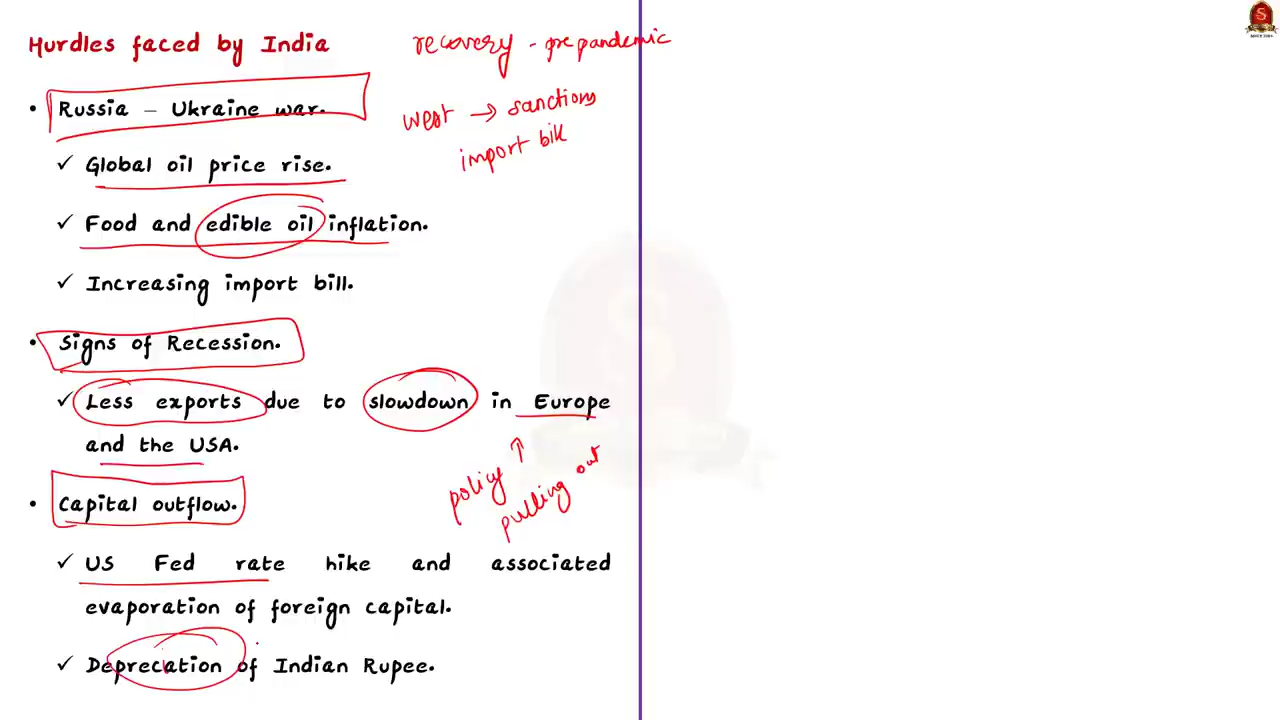 Hurdles faced by India
recovery - pre pandemic
• Russia – Ukraine war.
west → sanctions
import bill
✓ Global oil price rise.
✓ Food and edible oil inflation.
✓ Increasing import bill.
• Signs of Recession.
✓ Less exports due to slowdown in Europe
and the USA.
policy ↑
pulling out
• Capital outflow.
✓ US Fed rate hike and associated
evaporation of foreign capital.
✓ Deprecation of Indian Rupee.
S